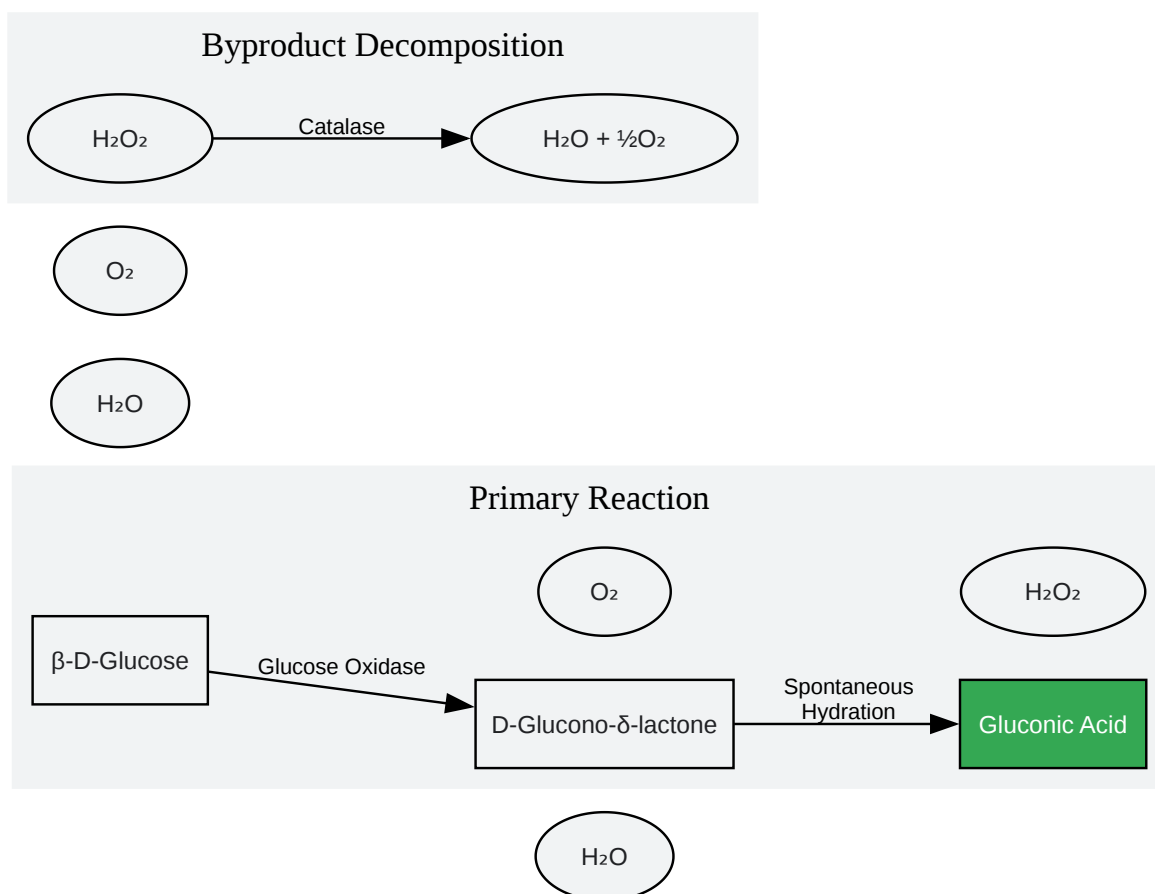 Byproduct Decomposition
H₂O₂
Catalase
H₂O + ½O₂
O₂
H₂O
Primary Reaction
O₂
H₂O₂
β-D-Glucose
Glucose Oxidase
D-Glucono-δ-lactone
Spontaneous
Hydration
Gluconic Acid
H₂O